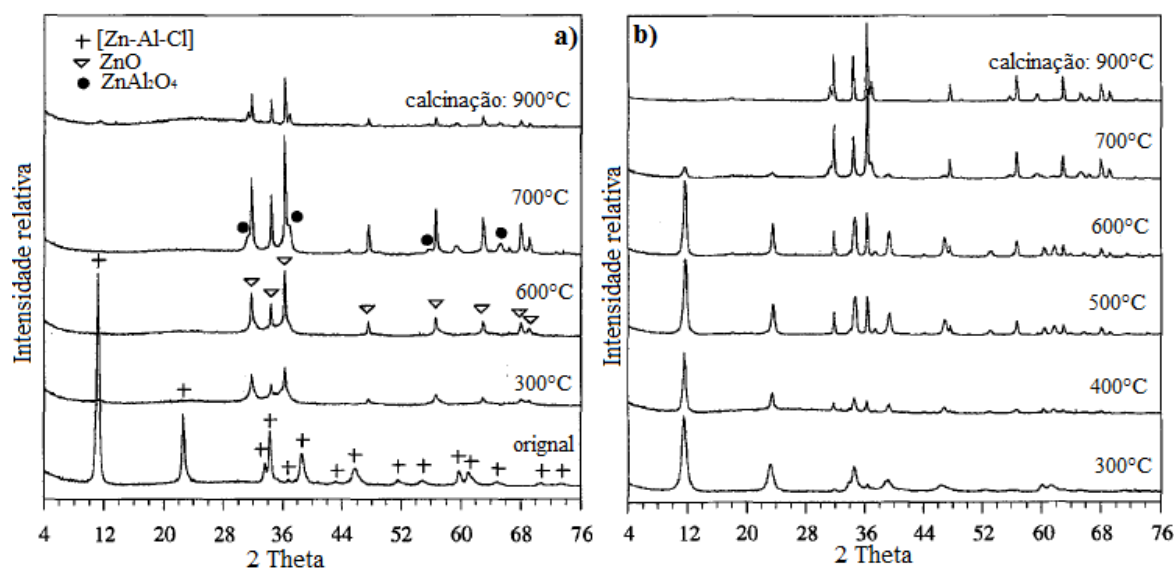 a)
+ [Zn-Al-Cl]
ZnO
ZnAl₂O₄
calcinação: 900°C
700°C
600°C
300°C
orignal
Intensidade relativa
4 12 20 28 36 44 52 60 68 76
2 Theta
b)
calcinação: 900°C
700°C
600°C
500°C
400°C
300°C
Intensidade relativa
4 12 20 28 36 44 52 60 68 76
2 Theta